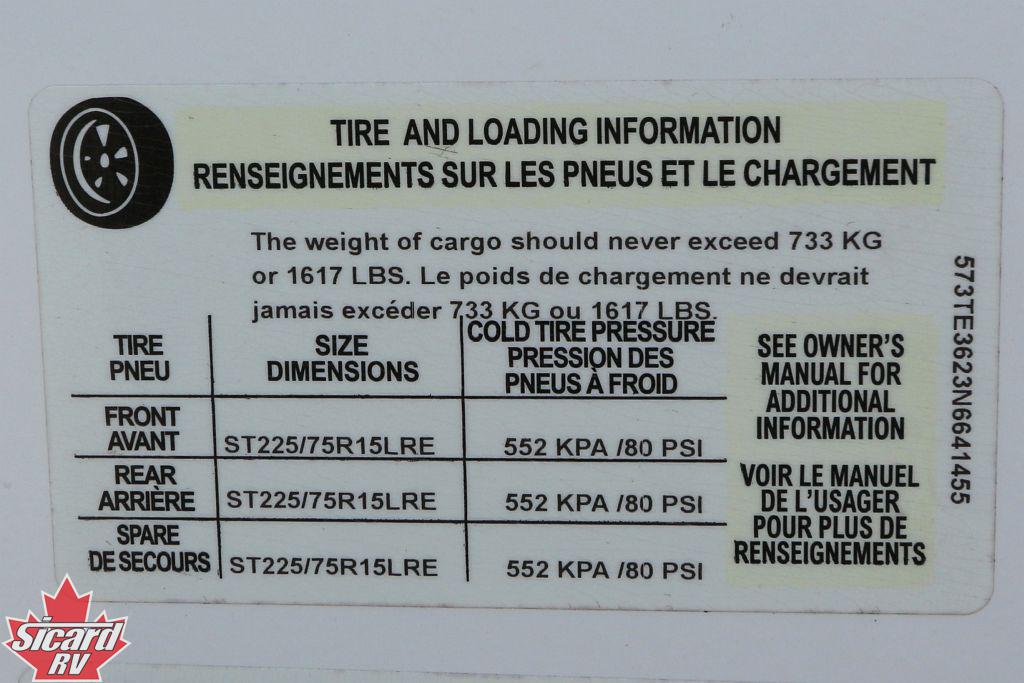 TIRE AND LOADING INFORMATION
RENSEIGNEMENTS SUR LES PNEUS ET LE CHARGEMENT
The weight of cargo should never exceed 733 KG
or 1617 LBS. Le poids de chargement ne devrait
jamais excéder 733 KG ou 1617 LBS.
TIRE
PNEU
SIZE
DIMENSIONS
COLD TIRE PRESSURE
PRESSION DES
PNEUS À FROID
FRONT
AVANT
ST225/75R15LRE
552 KPA /80 PSI
REAR
ARRIÈRE
ST225/75R15LRE
552 KPA /80 PSI
SPARE
DE SECOURS
ST225/75R15LRE
552 KPA /80 PSI
SEE OWNER'S
MANUAL FOR
ADDITIONAL
INFORMATION
VOIR LE MANUEL
DE L'USAGER
POUR PLUS DE
RENSEIGNEMENTS
573TE3623N6641455
Sicard
RV